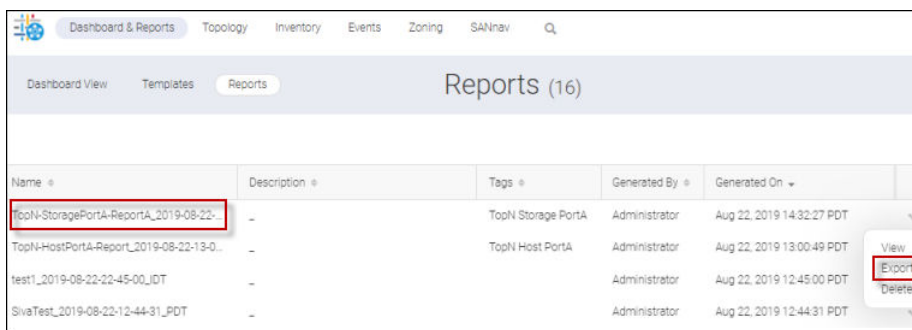 Dashboard & Reports Topology Inventory Events Zoning SANnav
Dashboard View Templates Reports Reports (16)
Name Description Tags Generated By Generated On
TopN-StoragePortA-ReportA_2019-08-22-... _ TopN Storage PortA Administrator Aug 22, 2019 14:32:27 PDT
TopN-HostPortA-Report_2019-08-22-13-0... _ TopN Host PortA Administrator Aug 22, 2019 13:00:49 PDT View
Export
test1_2019-08-22-22-45-00_IDT _ Administrator Aug 22, 2019 12:45:00 PDT Delete
SivaTest_2019-08-22-12-44-31_PDT _ Administrator Aug 22, 2019 12:44:31 PDT